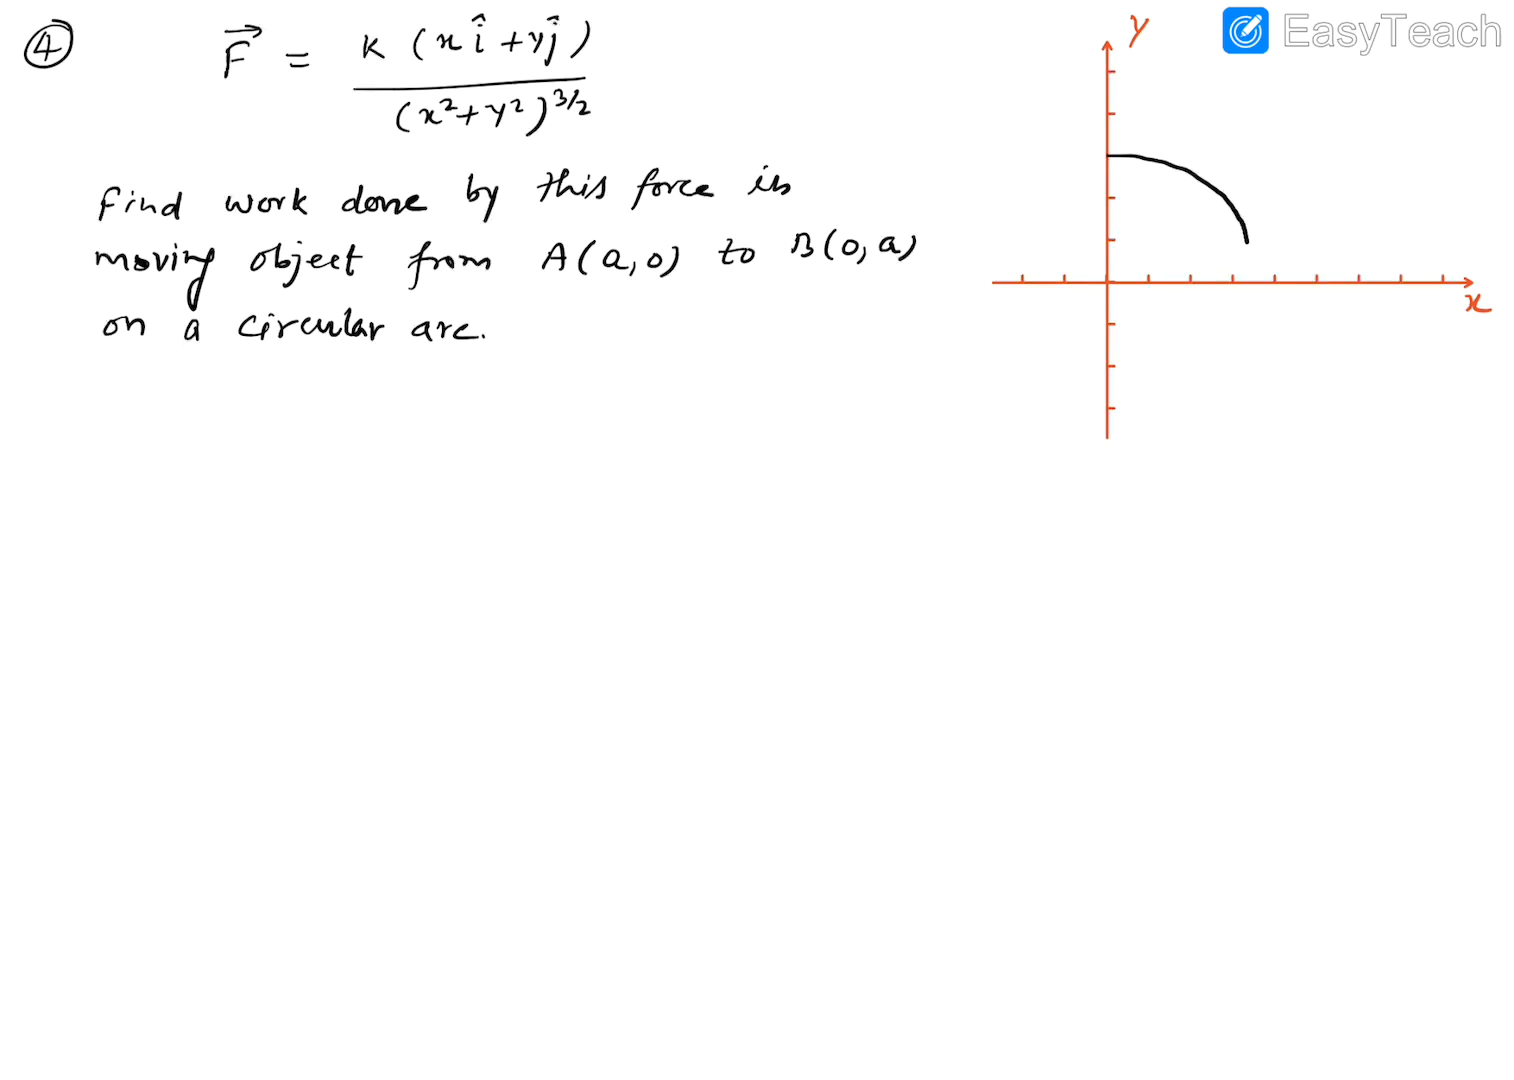 ④ F⃗ = k (x î + y ĵ) / (x² + y²)^3/2
Find work done by this force in
moving object from A(a,0) to B(0,a)
on a circular arc.
y
x
EasyTeach